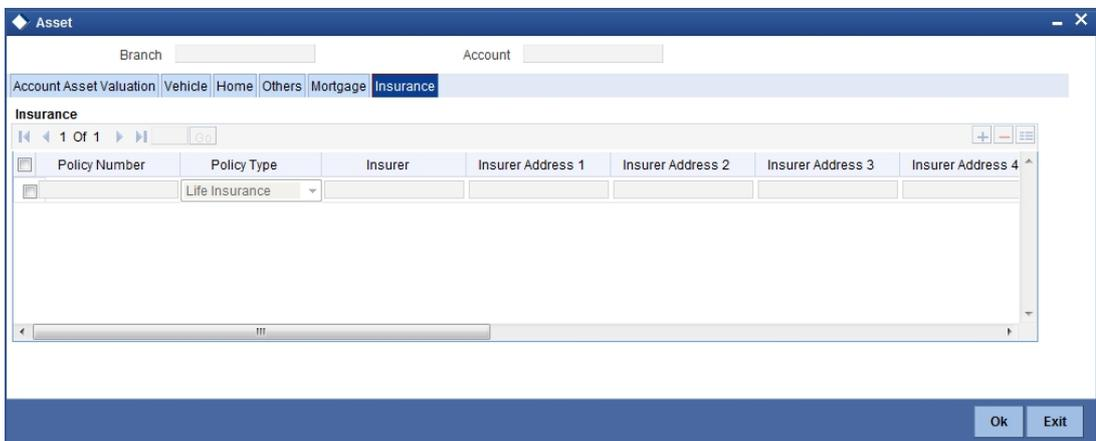 Asset
Branch Account
Account Asset Valuation Vehicle Home Others Mortgage Insurance
Insurance
1 Of 1 Go
Policy Number Policy Type Insurer Insurer Address 1 Insurer Address 2 Insurer Address 3 Insurer Address 4
Life Insurance
Ok Exit